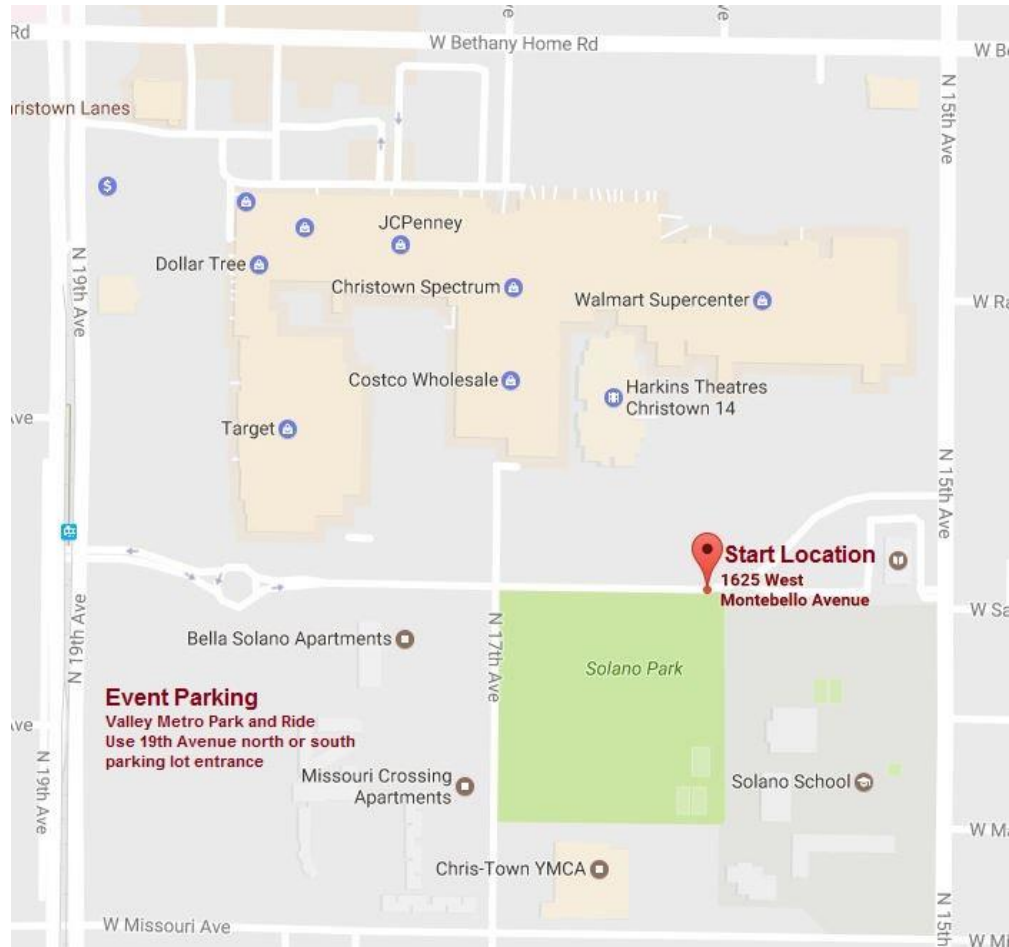 Rd
Ave
Ave
W Bethany Home Rd
W Be
N 15th Ave
ristown Lanes
$
N 19th Ave
JCPenney
Dollar Tree
Christown Spectrum
Walmart Supercenter
W Ra
Costco Wholesale
Harkins Theatres
Christown 14
ve
Target
N 15th Ave
Start Location
1625 West
Montebello Avenue
N 19th Ave
N 17th Ave
W Sa
Bella Solano Apartments
Solano Park
Event Parking
Valley Metro Park and Ride
Use 19th Avenue north or south
parking lot entrance
ve
N 19th Ave
Missouri Crossing
Apartments
Solano School
W Ma
Chris-Town YMCA
N 15th
W Missouri Ave
W Mi